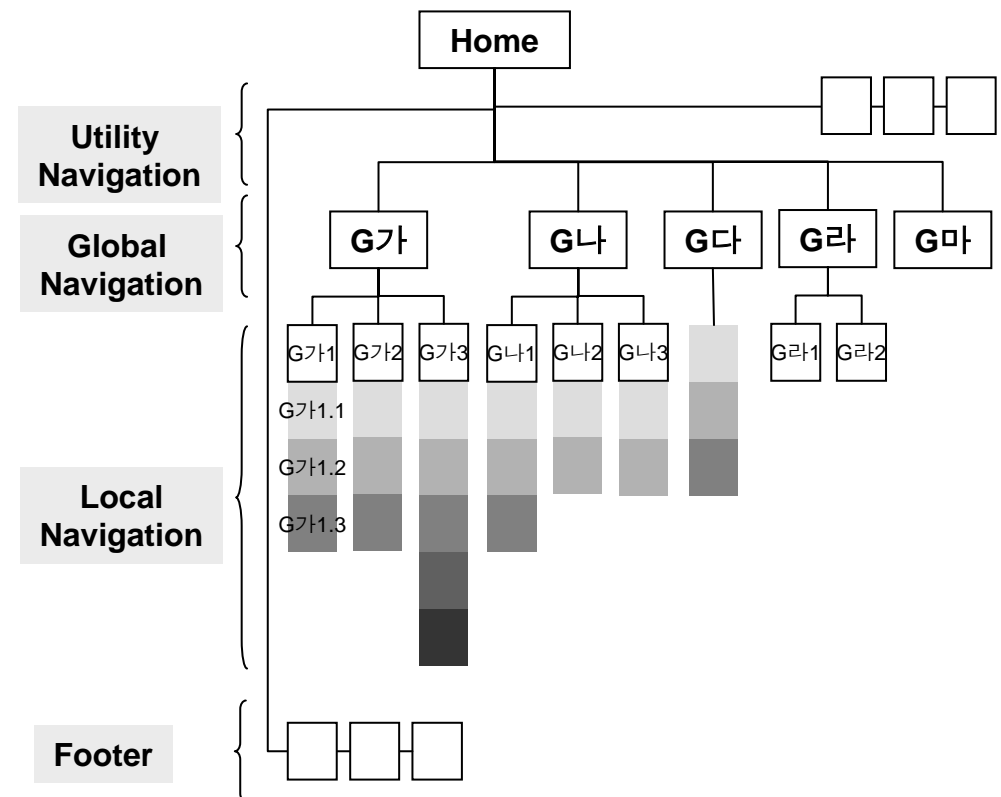 Home
Utility
Navigation
Global
Navigation
G가
G나
G다
G라
G마
G가1
G가2
G가3
G나1
G나2
G나3
G라1
G라2
G가1.1
G가1.2
G가1.3
Local
Navigation
Footer